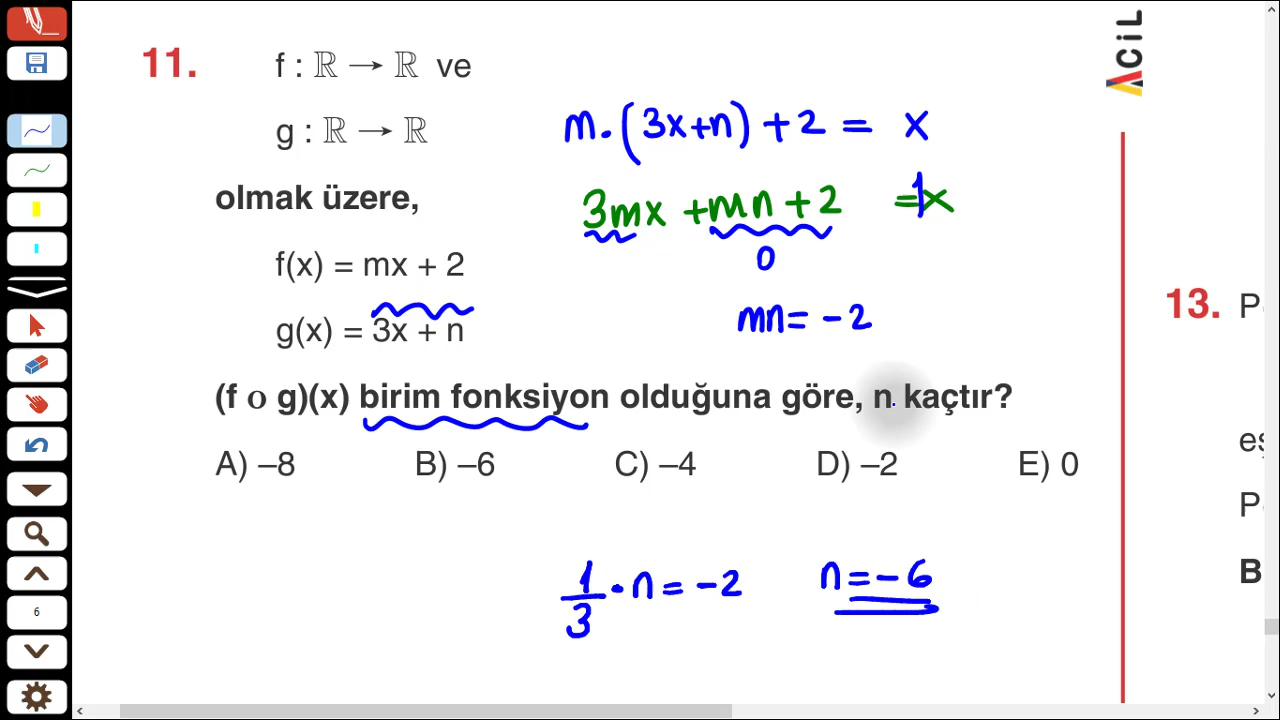 11.
f : ℝ → ℝ ve
g : ℝ → ℝ
olmak üzere,
f(x) = mx + 2
g(x) = 3x + n
(f o g)(x) birim fonksiyon olduğuna göre, n kaçtır?
A) –8 B) –6 C) –4 D) –2 E) 0
m.(3x+n)+2 = x
3mx +mn+2 =1x
0
mn= -2
1/3 · n = -2 n = -6
ACiL
13.
B
6